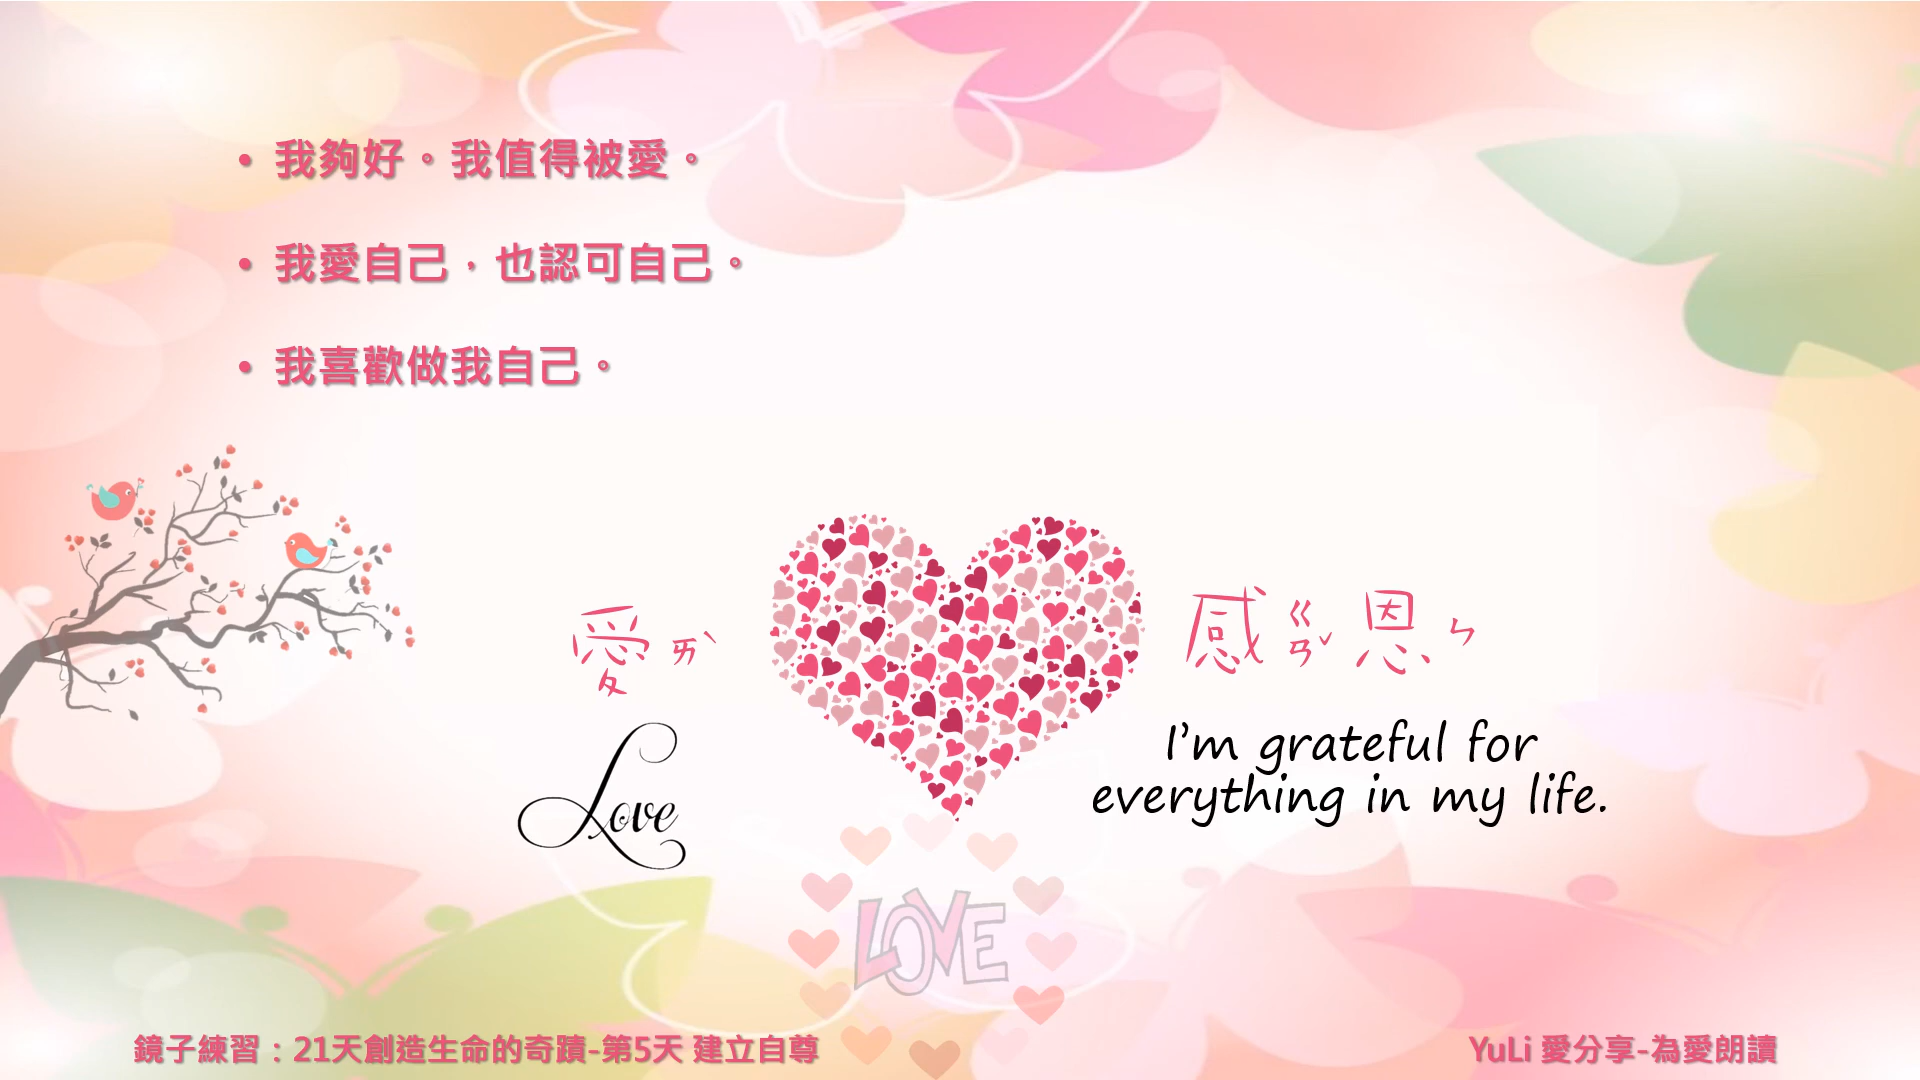 • 我夠好。我值得被愛。
• 我愛自己，也認可自己。
• 我喜歡做我自己。
愛ㄞˋ
感ㄍㄢˇ恩ㄣ
Love
I'm grateful for
everything in my life.
LOVE
鏡子練習：21天創造生命的奇蹟-第5天 建立自尊
YuLi 愛分享-為愛朗讀